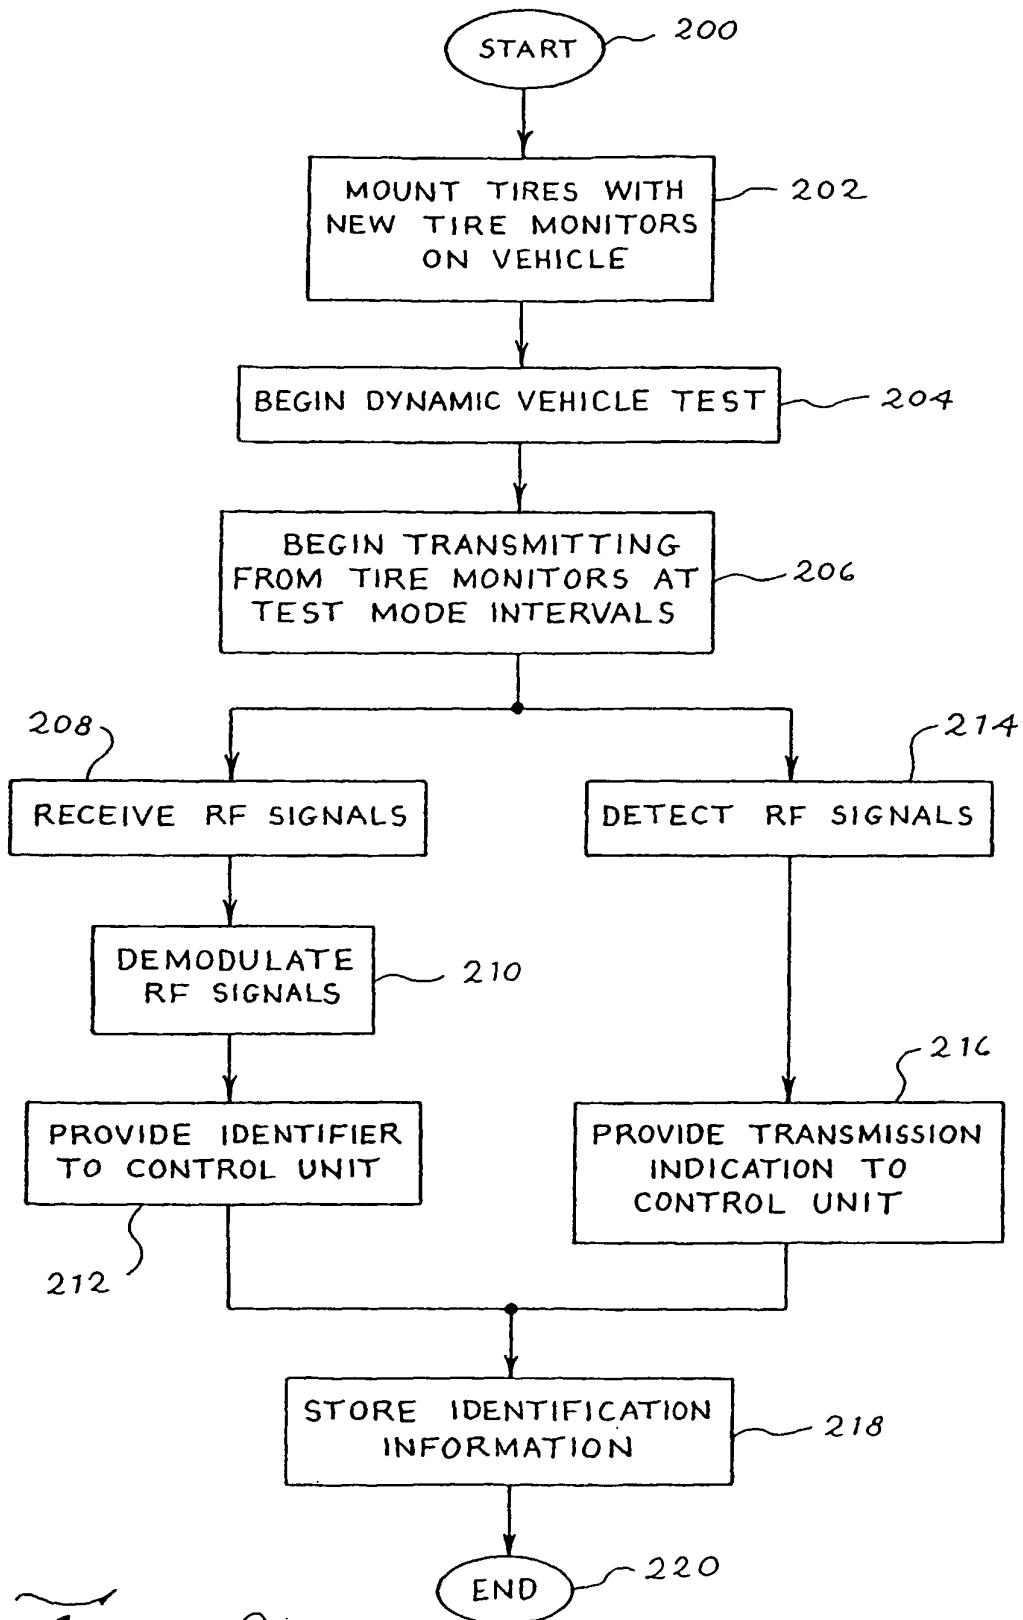 START
200
MOUNT TIRES WITH
NEW TIRE MONITORS
ON VEHICLE
202
BEGIN DYNAMIC VEHICLE TEST
204
BEGIN TRANSMITTING
FROM TIRE MONITORS AT
TEST MODE INTERVALS
206
208
RECEIVE RF SIGNALS
214
DETECT RF SIGNALS
DEMODULATE
RF SIGNALS
210
PROVIDE IDENTIFIER
TO CONTROL UNIT
212
216
PROVIDE TRANSMISSION
INDICATION TO
CONTROL UNIT
STORE IDENTIFICATION
INFORMATION
218
END
220